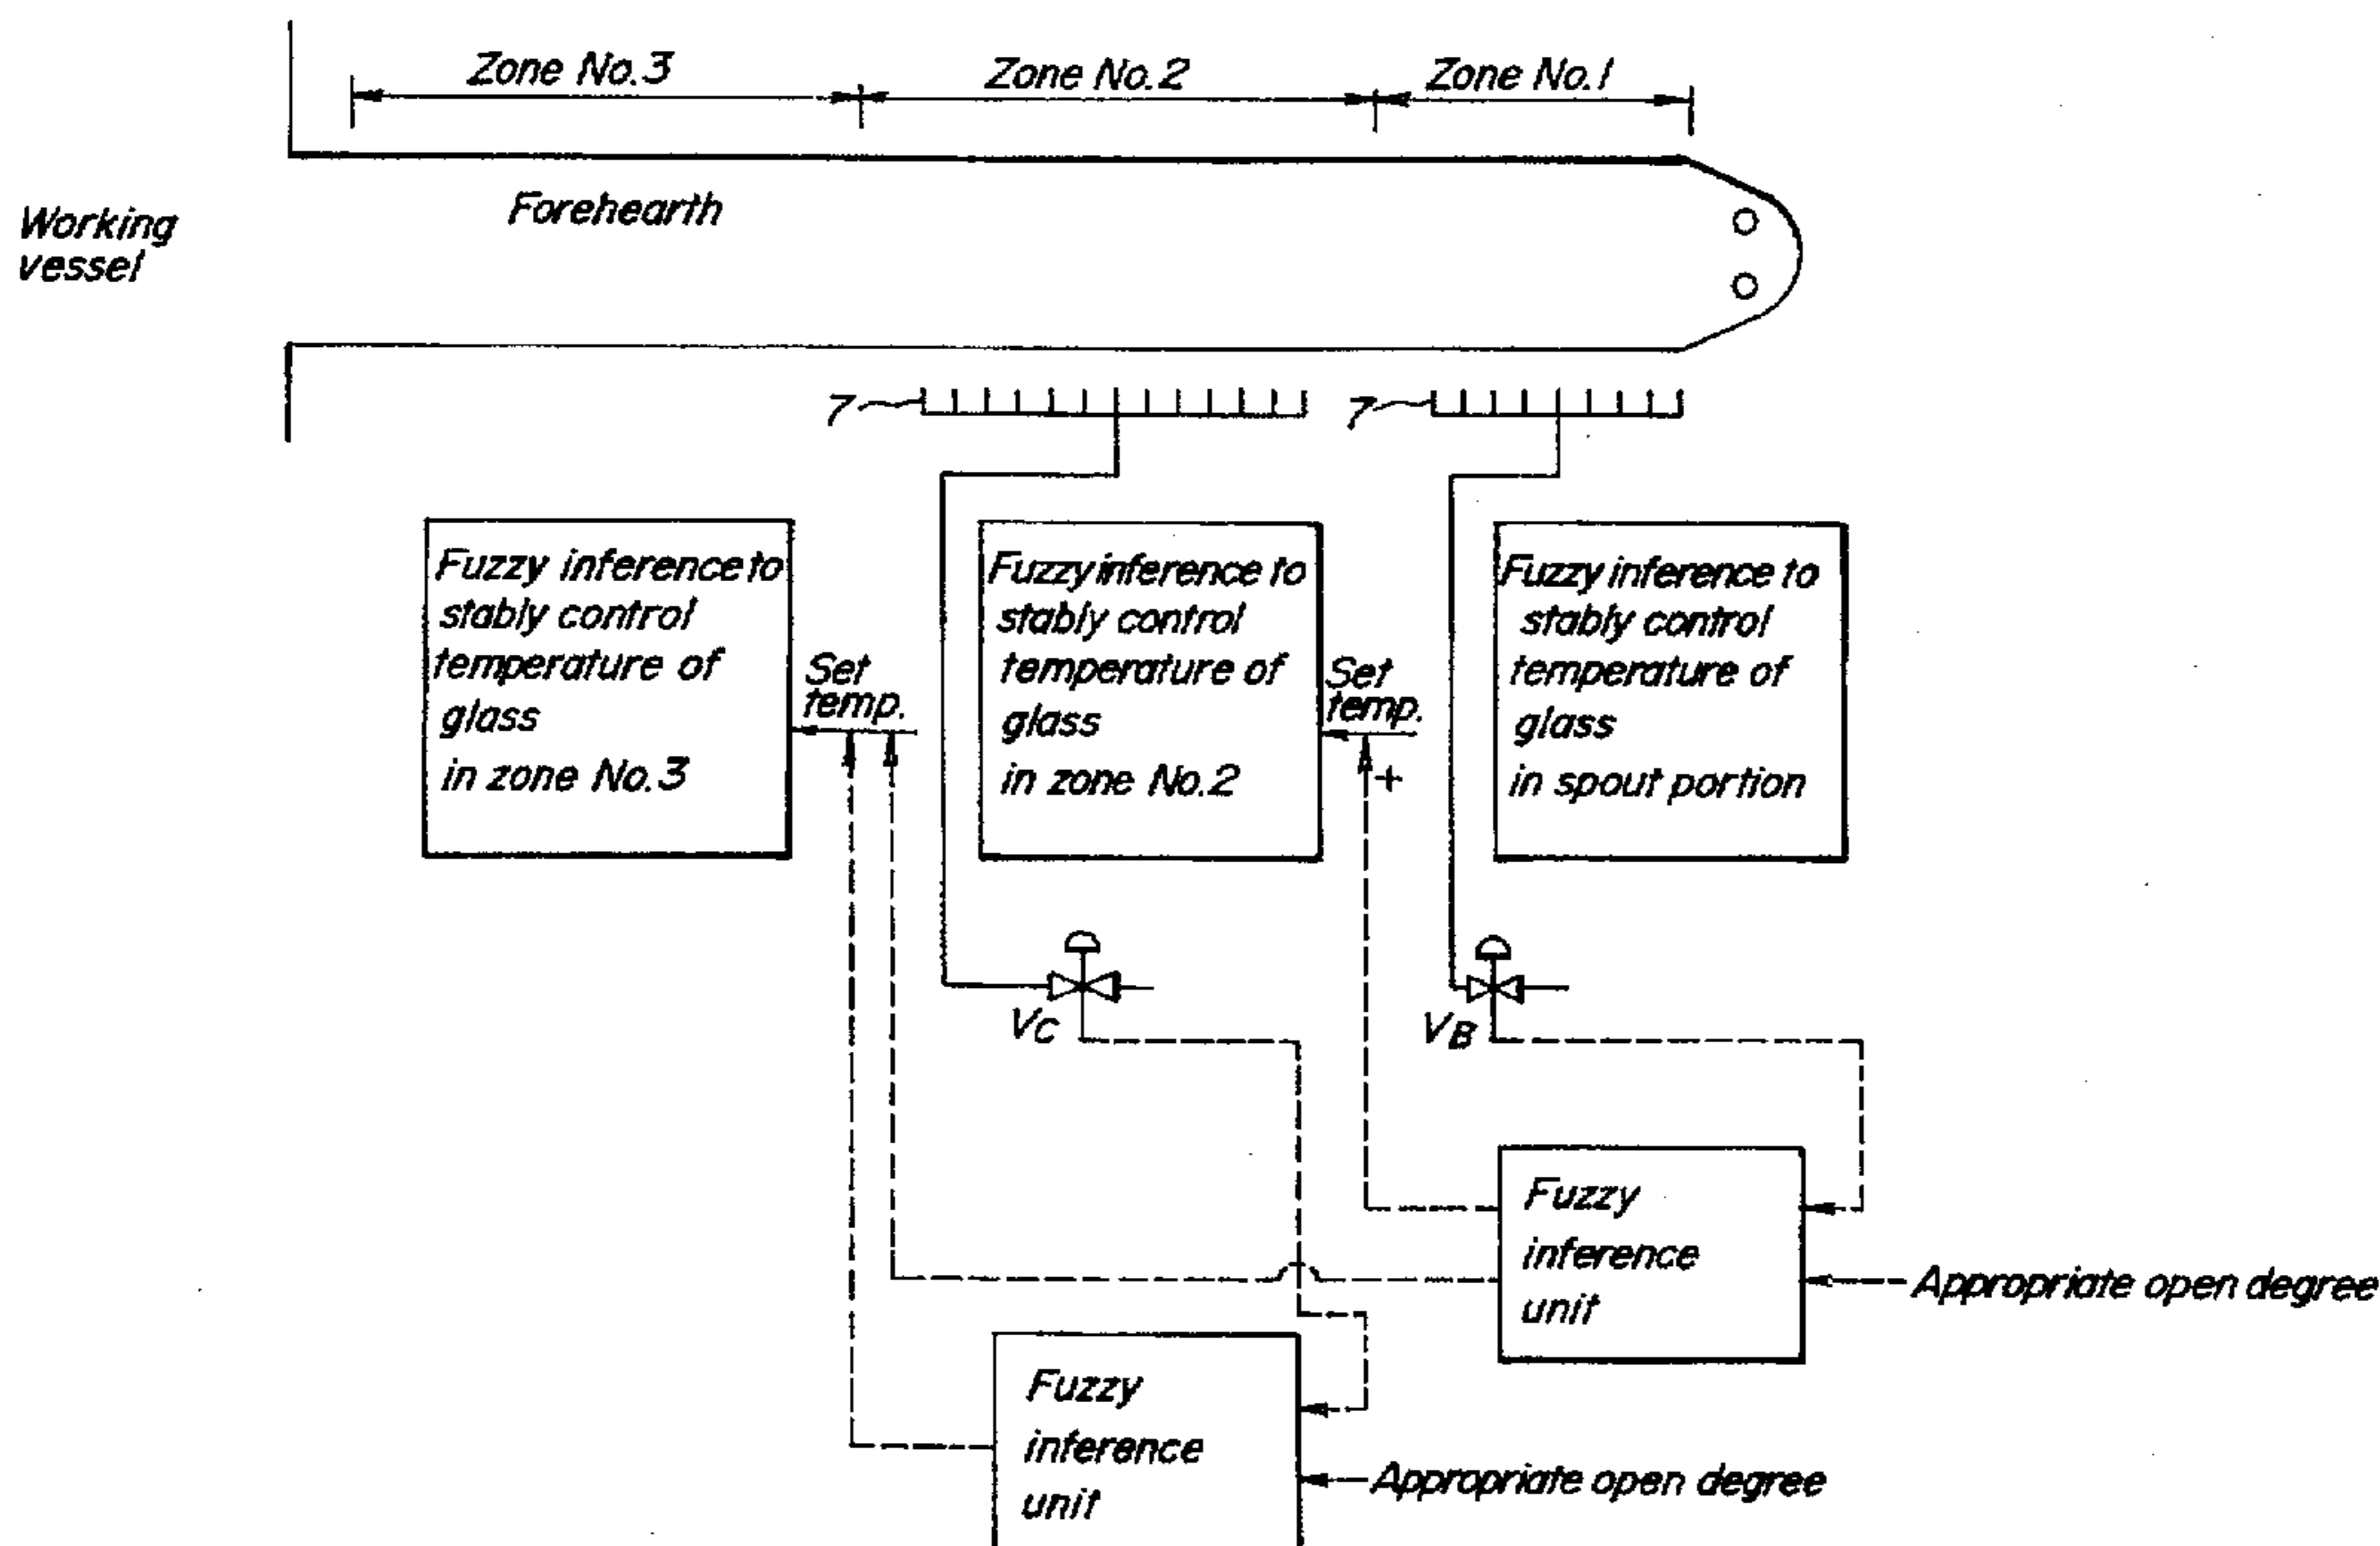 Zone No.3
Zone No.2
Zone No.1
Working
vessel
Forehearth
7
7
Fuzzy inference to
stably control
temperature of
glass
in zone No.3
Set
temp.
Fuzzy inference to
stably control
temperature of
glass
in zone No.2
Set
temp.
+
Fuzzy inference to
stably control
temperature of
glass
in spout portion
VC
VB
Fuzzy
inference
unit
Appropriate open degree
Fuzzy
inference
unit
Appropriate open degree